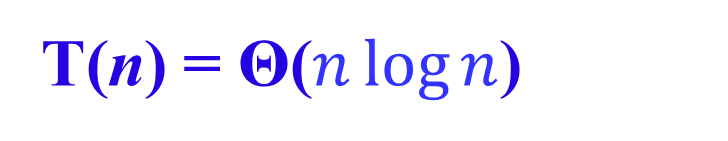 T(n) = Θ(n log n)